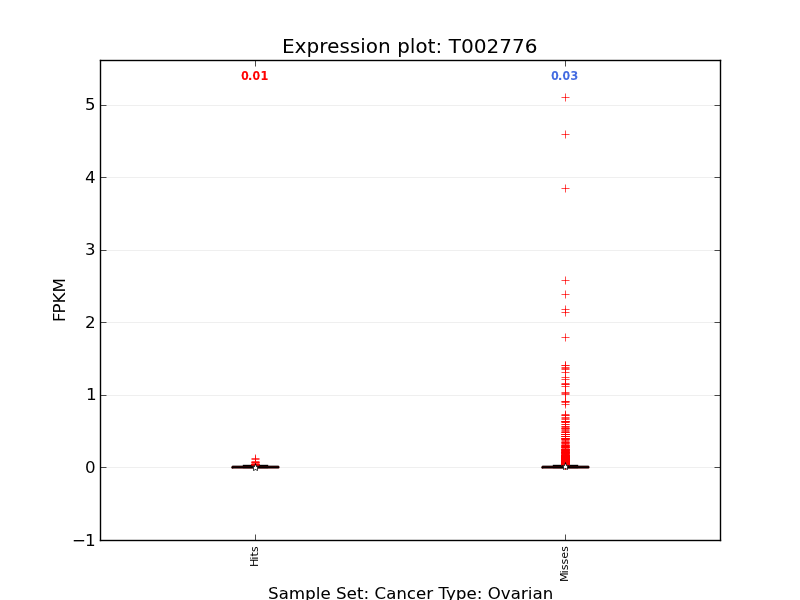 Expression plot: T002776
0.01 0.03
5
4
3
2
1
0
−1
FPKM
Hits
Misses
Sample Set: Cancer Type: Ovarian